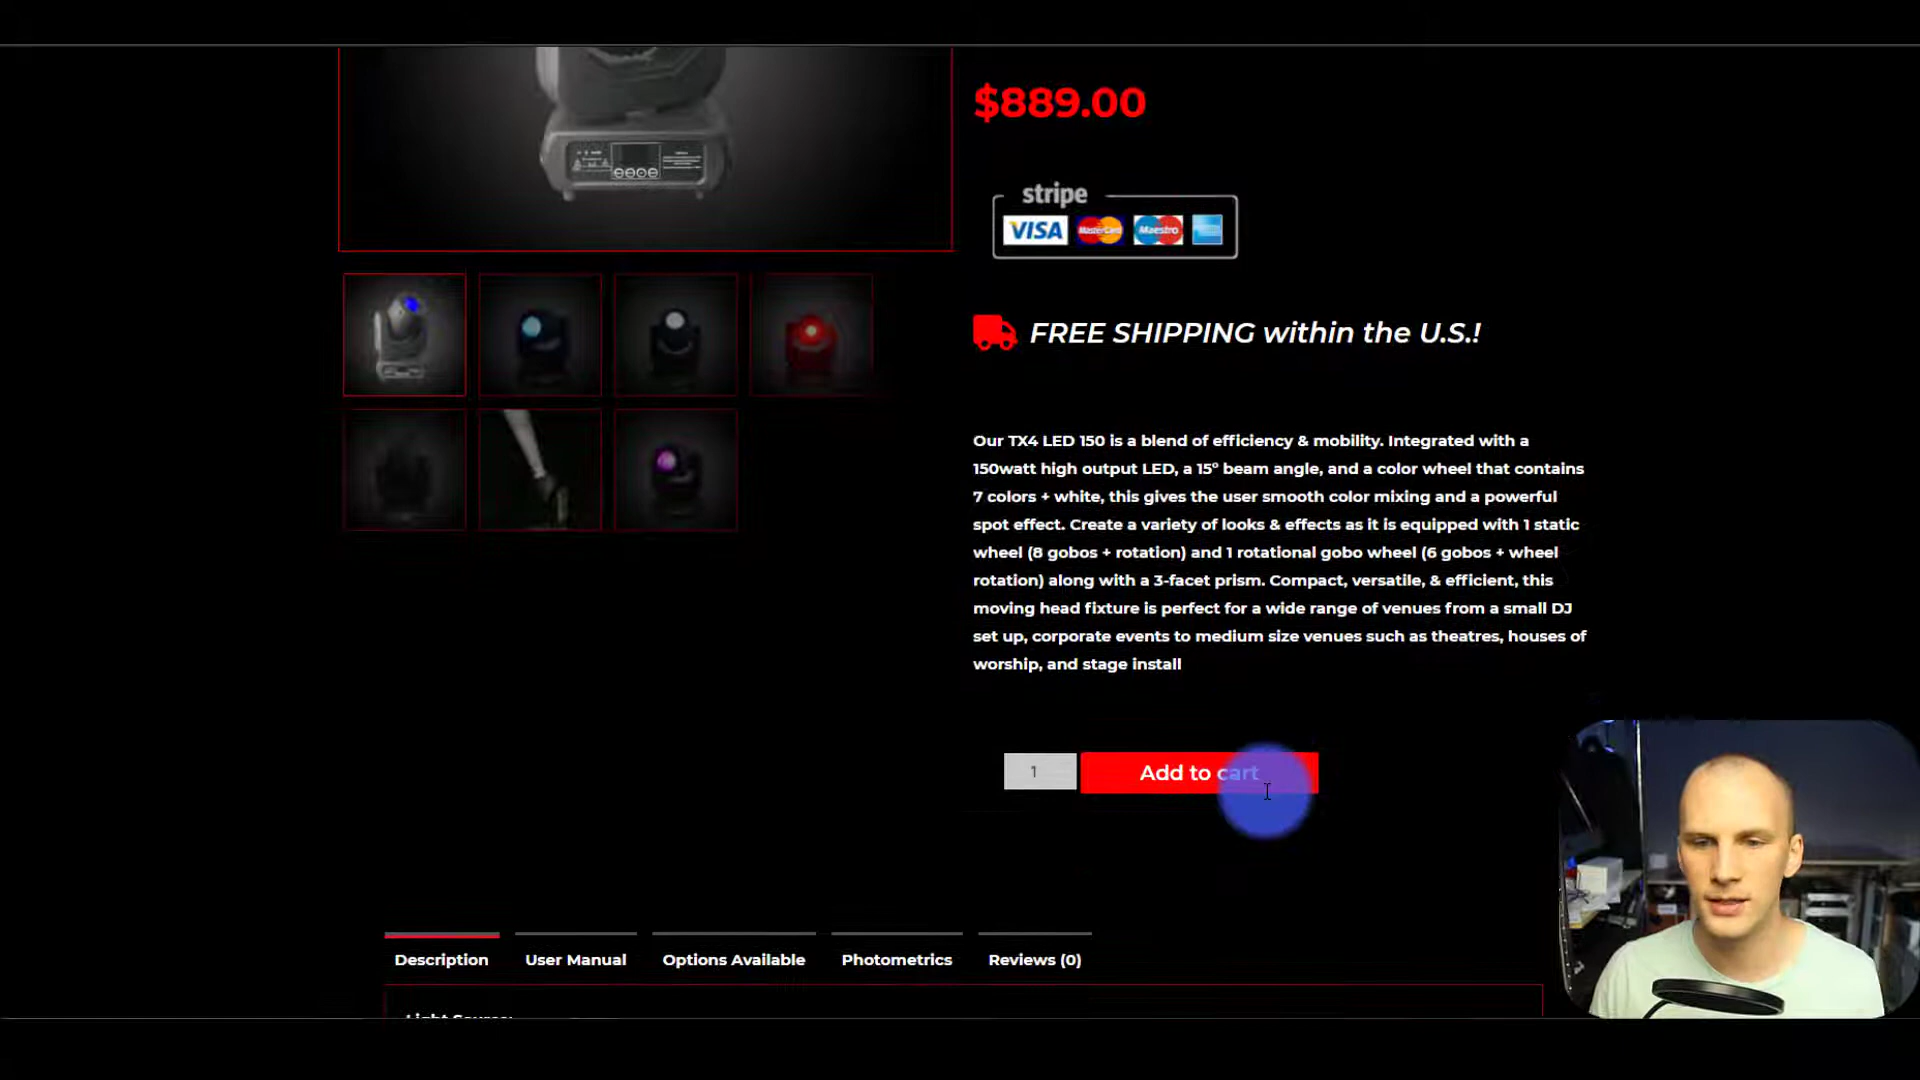 $889.00
stripe
VISA MasterCard Maestro
FREE SHIPPING within the U.S.!
Our TX4 LED 150 is a blend of efficiency & mobility. Integrated with a
150watt high output LED, a 15° beam angle, and a color wheel that contains
7 colors + white, this gives the user smooth color mixing and a powerful
spot effect. Create a variety of looks & effects as it is equipped with 1 static
wheel (8 gobos + rotation) and 1 rotational gobo wheel (6 gobos + wheel
rotation) along with a 3-facet prism. Compact, versatile, & efficient, this
moving head fixture is perfect for a wide range of venues from a small DJ
set up, corporate events to medium size venues such as theatres, houses of
worship, and stage install
1 Add to cart
Description User Manual Options Available Photometrics Reviews (0)
Light Source: